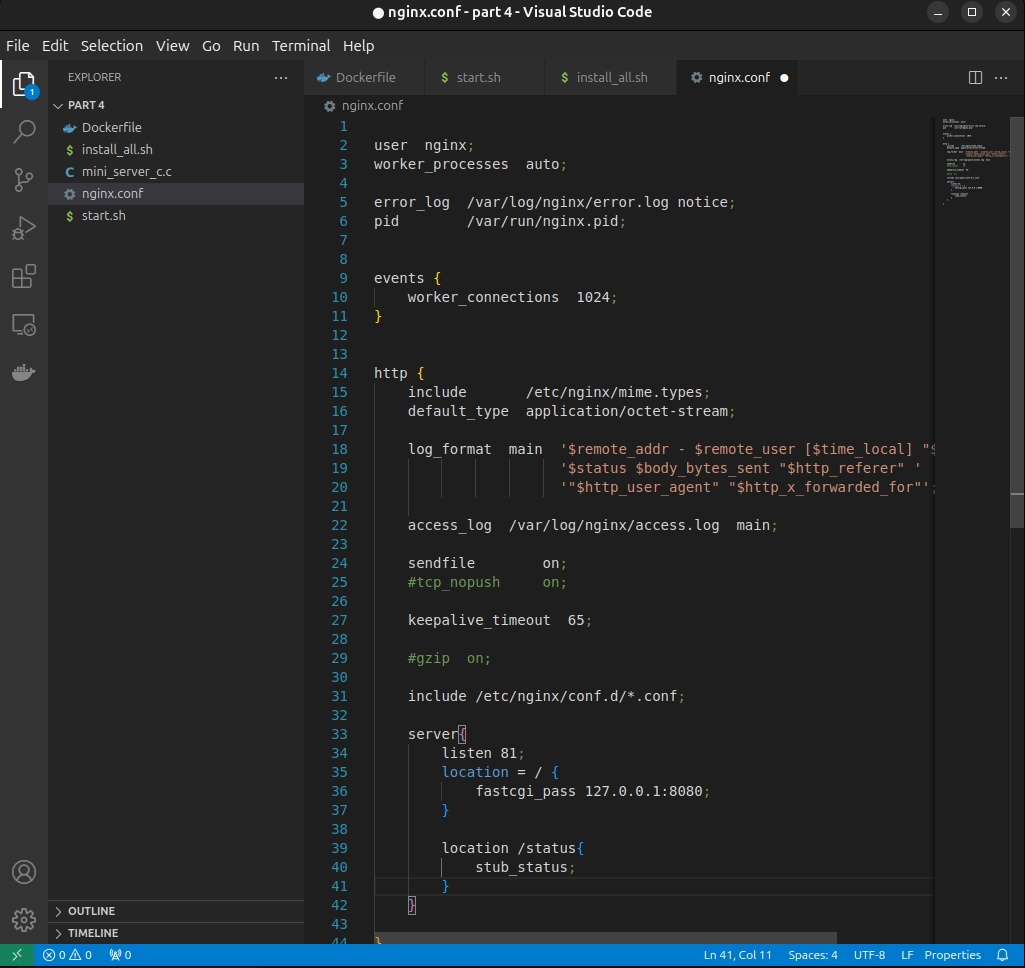 nginx.conf - part 4 - Visual Studio Code
File Edit Selection View Go Run Terminal Help
EXPLORER
PART 4
Dockerfile
install_all.sh
mini_server_c.c
nginx.conf
start.sh
OUTLINE
TIMELINE
1
Dockerfile $ start.sh $ install_all.sh nginx.conf
nginx.conf
1
2 user  nginx;
3 worker_processes  auto;
4
5 error_log  /var/log/nginx/error.log notice;
6 pid        /var/run/nginx.pid;
7
8
9 events {
10     worker_connections  1024;
11 }
12
13
14 http {
15     include       /etc/nginx/mime.types;
16     default_type  application/octet-stream;
17
18     log_format  main  '$remote_addr - $remote_user [$time_local] "$
19                       '$status $body_bytes_sent "$http_referer" '
20                       '"$http_user_agent" "$http_x_forwarded_for"';
21
22     access_log  /var/log/nginx/access.log  main;
23
24     sendfile        on;
25     #tcp_nopush     on;
26
27     keepalive_timeout  65;
28
29     #gzip  on;
30
31     include /etc/nginx/conf.d/*.conf;
32
33     server{
34         listen 81;
35         location = / {
36             fastcgi_pass 127.0.0.1:8080;
37         }
38
39         location /status{
40             stub_status;
41         }
42     }
43
44 }
0 0 0 Ln 41, Col 11 Spaces: 4 UTF-8 LF Properties